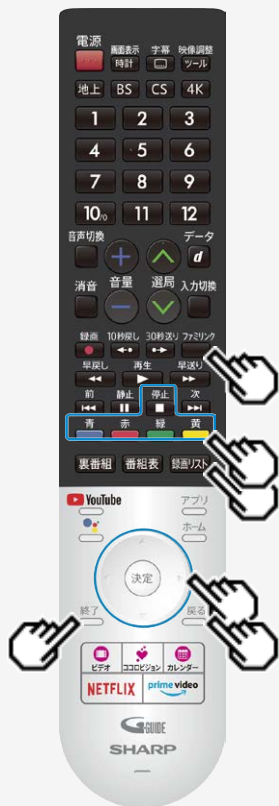 電源
画面表示 字幕 映像調整
時計 ツール
地上 BS CS 4K
1 2 3
4 5 6
7 8 9
10/0 11 12
音声切換 データ
+ d
消音 音量 選局 入力切換
録画 10秒戻し 30秒送り ファミリンク
早戻し 再生 早送り
前 静止 停止 次
青 赤 緑 黄
裏番組 番組表 録画リスト
YouTube アプリ
ホーム
決定
終了 戻る
ビデオ ココロビジョン カレンダー
NETFLIX prime video
G-GUIDE
SHARP